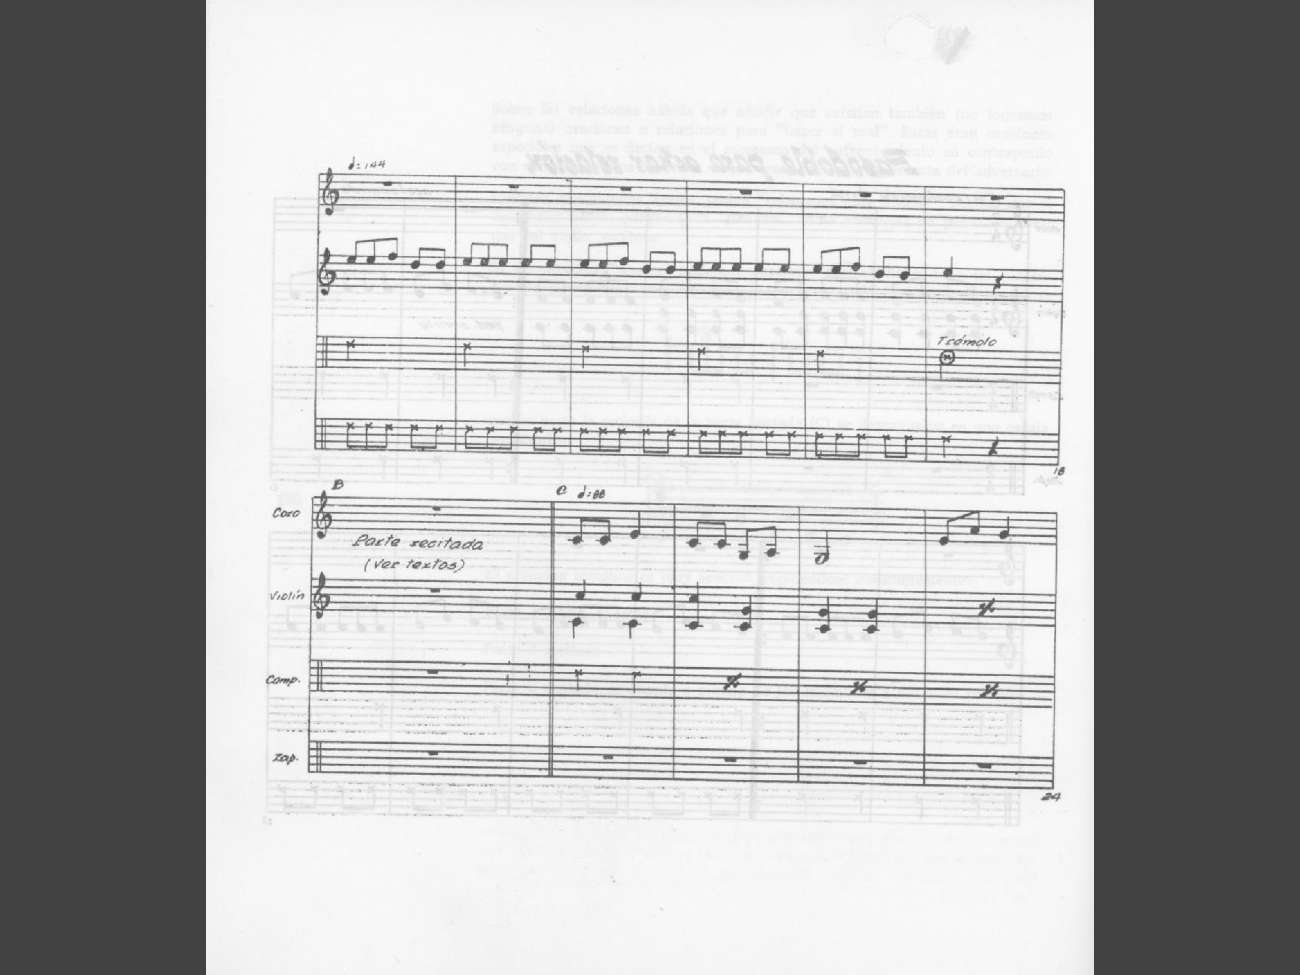 ♩=144
Trémolo
18
B
C ♩=88
Coro
Parte recitada
(Ver textos)
Violín
Comp.
Zap.
24